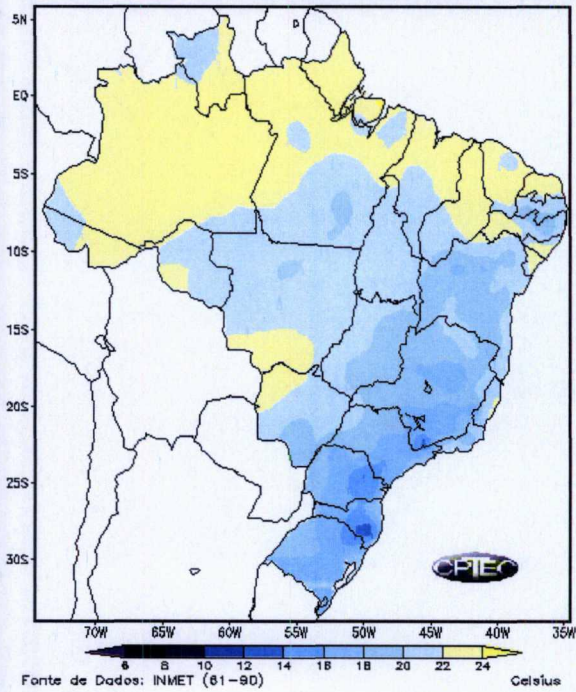 5N
EQ
5S
10S
15S
20S
25S
30S
CPTEC
70W 65W 60W 55W 50W 45W 40W 35W
6 8 10 12 14 16 18 20 22 24
Fonte de Dados: INMET (61-90) Celsius